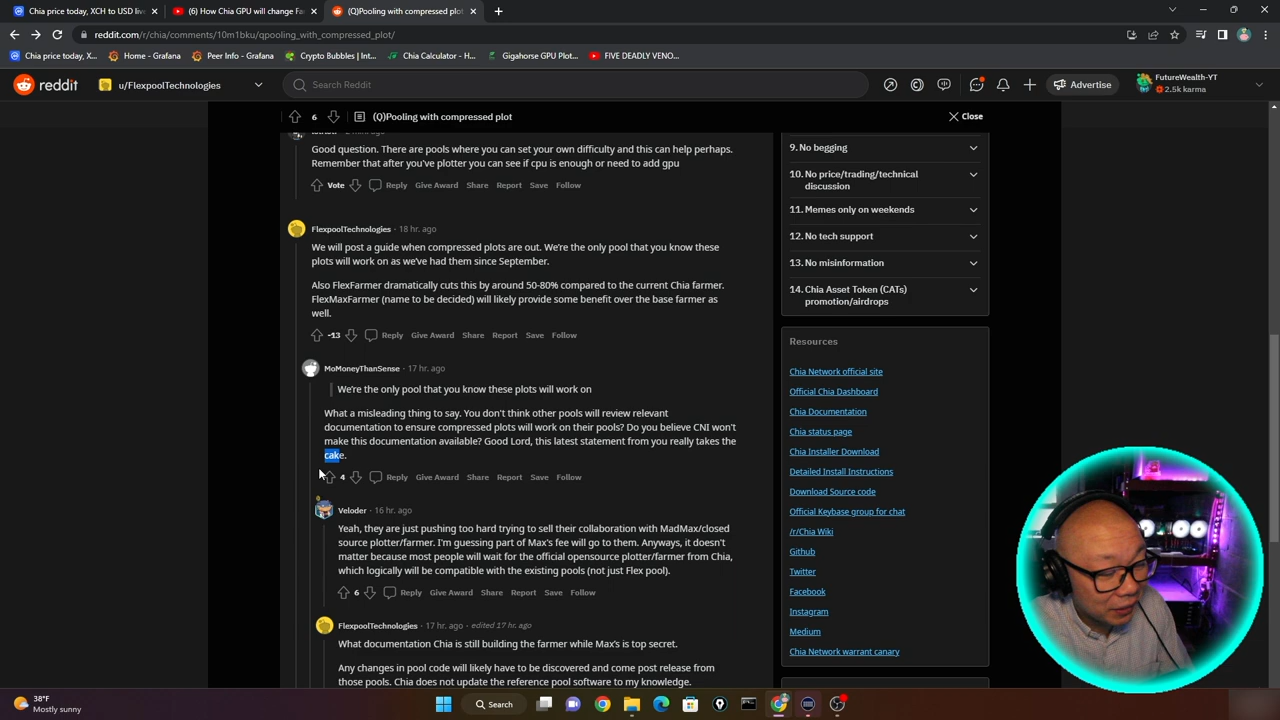 Chia price today, XCH to USD live
(6) How Chia GPU will change Fa
(Q)Pooling with compressed plot
reddit.com/r/chia/comments/10m1bku/qpooling_with_compressed_plot/
Chia price today, X...
Home - Grafana
Peer Info - Grafana
Crypto Bubbles | Int...
Chia Calculator - H...
Gigahorse GPU Plot...
FIVE DEADLY VENO...
reddit
u/FlexpoolTechnologies
Search Reddit
Advertise
FutureWealth-YT
2.5k karma
6
(Q)Pooling with compressed plot
Close
Good question. There are pools where you can set your own difficulty and this can help perhaps.
Remember that after you've plotter you can see if cpu is enough or need to add gpu
Vote
Reply
Give Award
Share
Report
Save
Follow
FlexpoolTechnologies · 18 hr. ago
We will post a guide when compressed plots are out. We're the only pool that you know these
plots will work on as we've had them since September.
Also FlexFarmer dramatically cuts this by around 50-80% compared to the current Chia farmer.
FlexMaxFarmer (name to be decided) will likely provide some benefit over the base farmer as
well.
-13
Reply
Give Award
Share
Report
Save
Follow
MoMoneyThanSense · 17 hr. ago
We're the only pool that you know these plots will work on
What a misleading thing to say. You don't think other pools will review relevant
documentation to ensure compressed plots will work on their pools? Do you believe CNI won't
make this documentation available? Good Lord, this latest statement from you really takes the
cake.
4
Reply
Give Award
Share
Report
Save
Follow
Veloder · 16 hr. ago
Yeah, they are just pushing too hard trying to sell their collaboration with MadMax/closed
source plotter/farmer. I'm guessing part of Max's fee will go to them. Anyways, it doesn't
matter because most people will wait for the official opensource plotter/farmer from Chia,
which logically will be compatible with the existing pools (not just Flex pool).
6
Reply
Give Award
Share
Report
Save
Follow
FlexpoolTechnologies · 17 hr. ago · edited 17 hr. ago
What documentation Chia is still building the farmer while Max's is top secret.
Any changes in pool code will likely have to be discovered and come post release from
those pools. Chia does not update the reference pool software to my knowledge.
9. No begging
10. No price/trading/technical
discussion
11. Memes only on weekends
12. No tech support
13. No misinformation
14. Chia Asset Token (CATs)
promotion/airdrops
Resources
Chia Network official site
Official Chia Dashboard
Chia Documentation
Chia status page
Chia Installer Download
Detailed Install Instructions
Download Source code
Official Keybase group for chat
/r/Chia Wiki
Github
Twitter
Facebook
Instagram
Medium
Chia Network warrant canary
38°F
Mostly sunny
Search